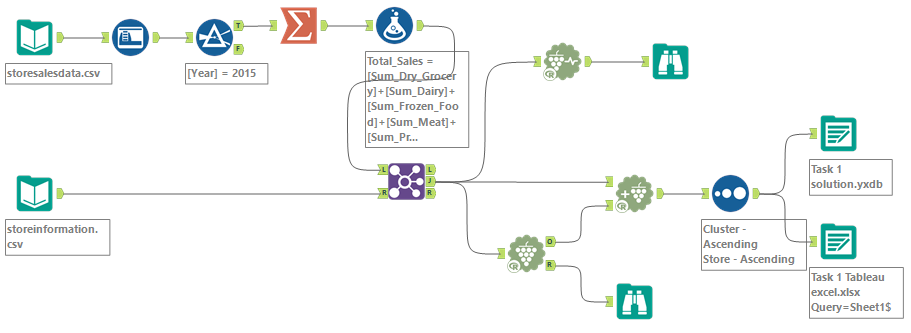 storesalesdata.csv
[Year] = 2015
T
F
Total_Sales =
[Sum_Dry_Grocer
y]+[Sum_Dairy]+
[Sum_Frozen_Foo
d]+[Sum_Meat]+
[Sum_Pr...
storeinformation.
csv
L
R
L
J
R
R
+
R
R
O
R
Cluster -
Ascending
Store - Ascending
Task 1
solution.yxdb
Task 1 Tableau
excel.xlsx
Query=Sheet1$